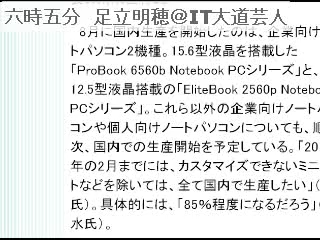 六時五分　足立明穂@IT大道芸人
8月に国内生産を開始したのは、企業向け
トパソコン2機種。15.6型液晶を搭載した
「ProBook 6560b Notebook PCシリーズ」と、
12.5型液晶搭載の「EliteBook 2560p Notebo
PCシリーズ」。これら以外の企業向けノートパ
コンや個人向けノートパソコンについても、順
次、国内での生産開始を予定している。「20
年の2月までには、カスタマイズできないミニ
トなどを除いては、全て国内で生産したい」(
氏)。具体的には、「85%程度になるだろう」(
水氏)。